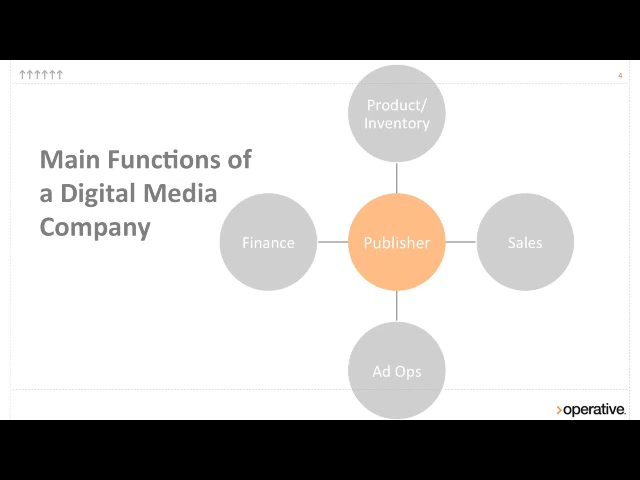 ↑↑↑↑↑↑
4
Main Functions of
a Digital Media
Company
Product/
Inventory
Finance
Publisher
Sales
Ad Ops
>operative.